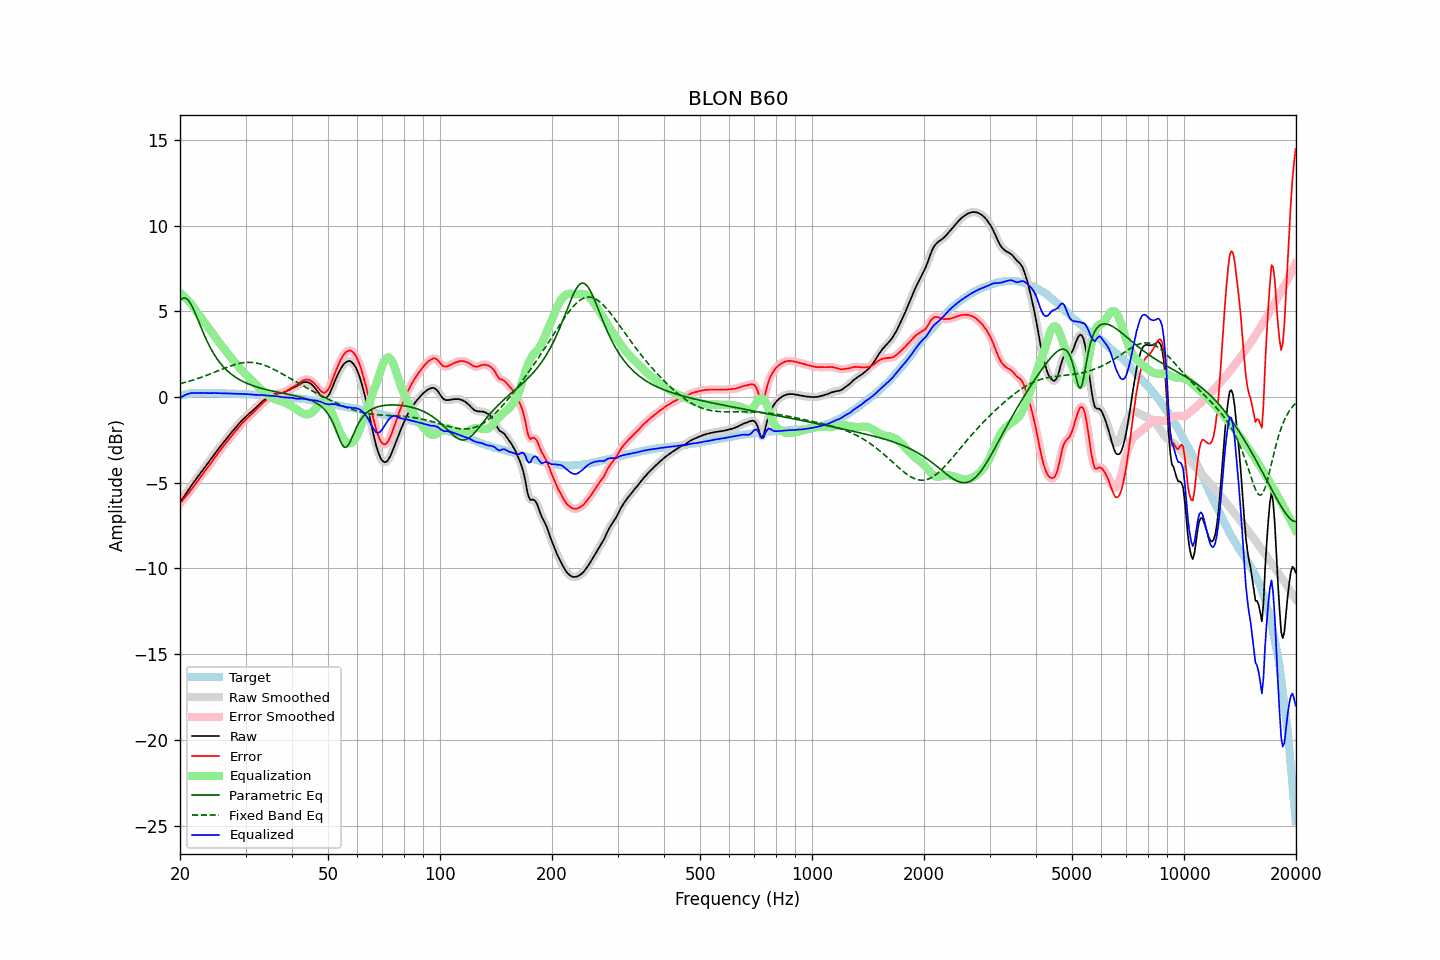 BLON B60
15
10
5
0
−5
−10
−15
−20
−25
Amplitude (dBr)
Target
Raw Smoothed
Error Smoothed
Raw
Error
Equalization
Parametric Eq
Fixed Band Eq
Equalized
20 50 100 200 500 1000 2000 5000 10000 20000
Frequency (Hz)